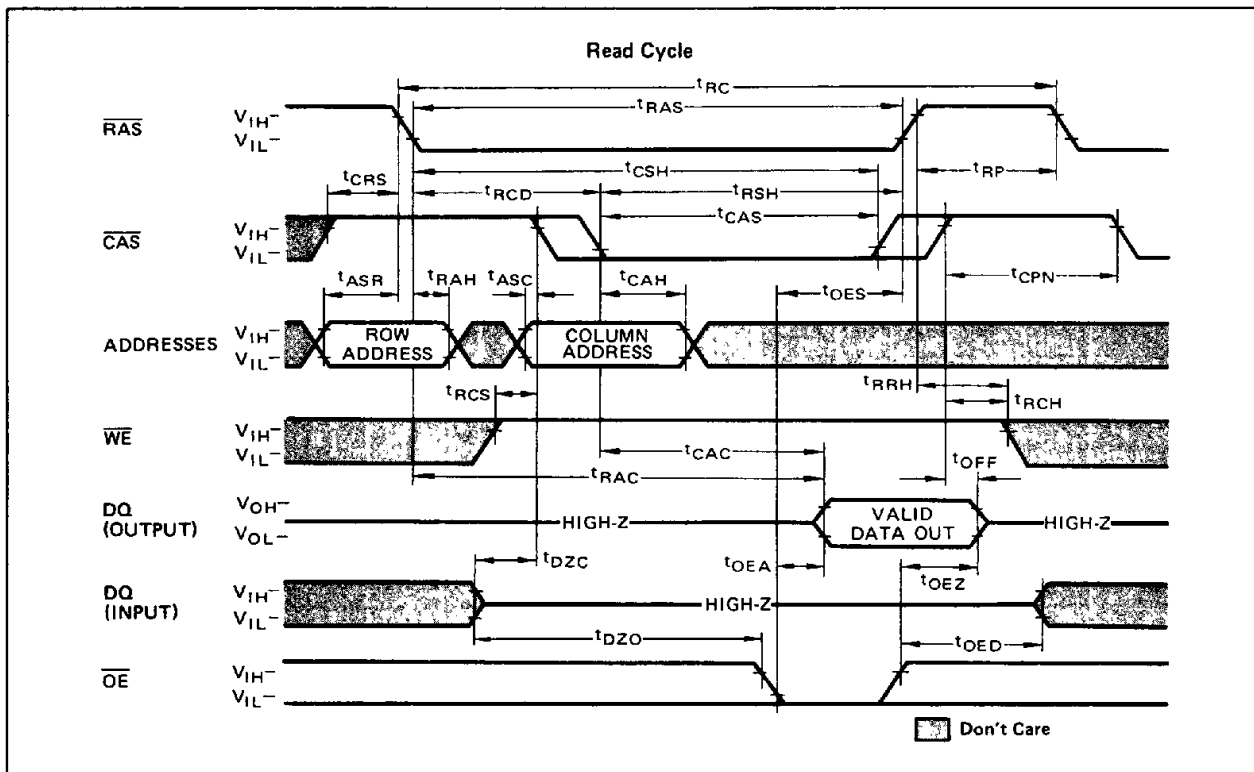 Read Cycle
tRC
tRAS
RAS
VIH–
VIL–
tCSH
tCRS
tRCD
tRSH
tRP
tCAS
CAS
VIH–
VIL–
tASR
tRAH
tASC
tCAH
tOES
tCPN
ADDRESSES
VIH–
VIL–
ROW ADDRESS
COLUMN ADDRESS
tRRH
tRCS
tRCH
WE
VIH–
VIL–
tCAC
tOFF
tRAC
DQ (OUTPUT)
VOH–
VOL–
HIGH-Z
VALID DATA OUT
HIGH-Z
tDZC
tOEA
tOEZ
DQ (INPUT)
VIH–
VIL–
HIGH-Z
tDZO
tOED
OE
VIH–
VIL–
Don't Care